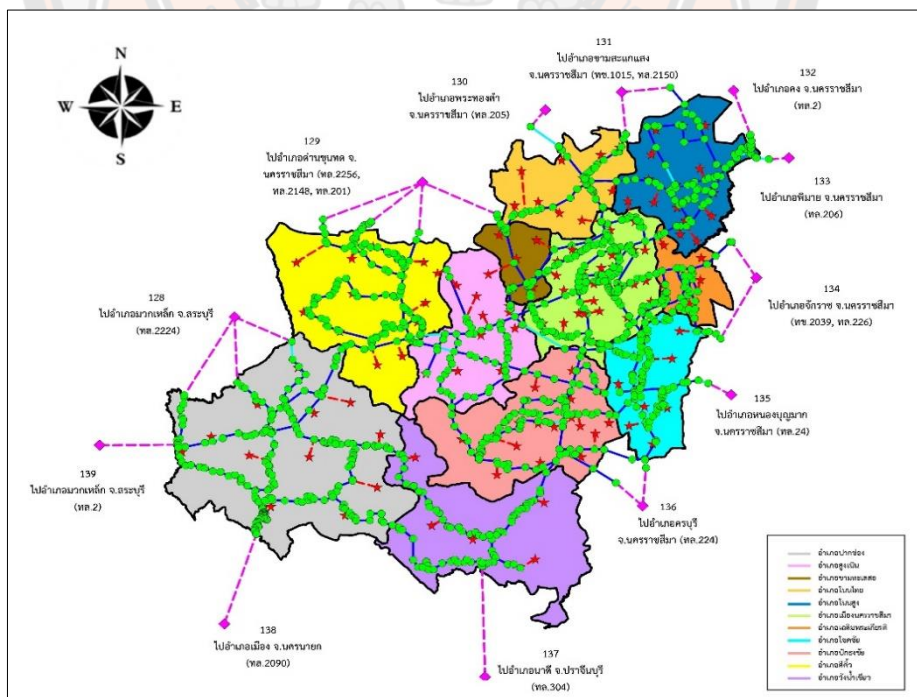 N
W
E
S
131
ไปอำเภอขามสะแกแสง
จ.นครราชสีมา (ทช.1015, ทล.2150)
132
ไปอำเภอคง จ.นครราชสีมา
(ทล.2)
130
ไปอำเภอพระทองคำ
จ.นครราชสีมา (ทล.205)
129
ไปอำเภอด่านขุนทด จ.
นครราชสีมา (ทล.2256,
ทล.2148, ทล.201)
133
ไปอำเภอพิมาย จ.นครราชสีมา
(ทล.206)
128
ไปอำเภอมวกเหล็ก จ.สระบุรี
(ทล.2224)
134
ไปอำเภอจักราช จ.นครราชสีมา
(ทช.2039, ทล.226)
135
ไปอำเภอหนองบุญมาก
จ.นครราชสีมา (ทล.24)
139
ไปอำเภอมวกเหล็ก จ.สระบุรี
(ทล.2)
136
ไปอำเภอครบุรี
จ.นครราชสีมา (ทล.224)
138
ไปอำเภอเมือง จ.นครนายก
(ทล.2090)
137
ไปอำเภอนาดี จ.ปราจีนบุรี
(ทล.304)
อำเภอปากช่อง
อำเภอสูงเนิน
อำเภอขามทะเลสอ
อำเภอโนนไทย
อำเภอโนนสูง
อำเภอเมืองนครราชสีมา
อำเภอเฉลิมพระเกียรติ
อำเภอโชคชัย
อำเภอปักธงชัย
อำเภอสีคิ้ว
อำเภอวังน้ำเขียว